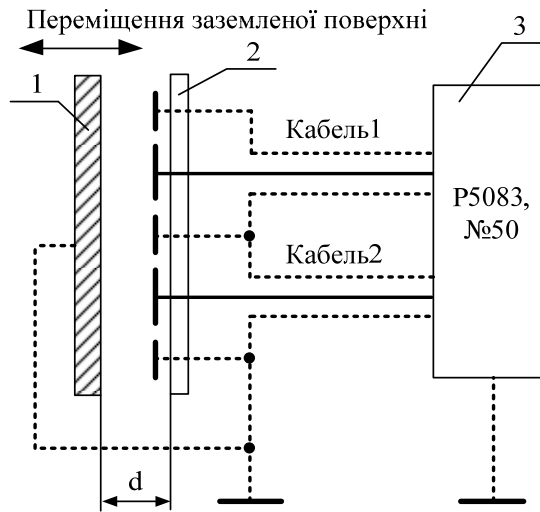 Переміщення заземленої поверхні
1
2
3
Кабель1
Р5083,
№50
Кабель2
d